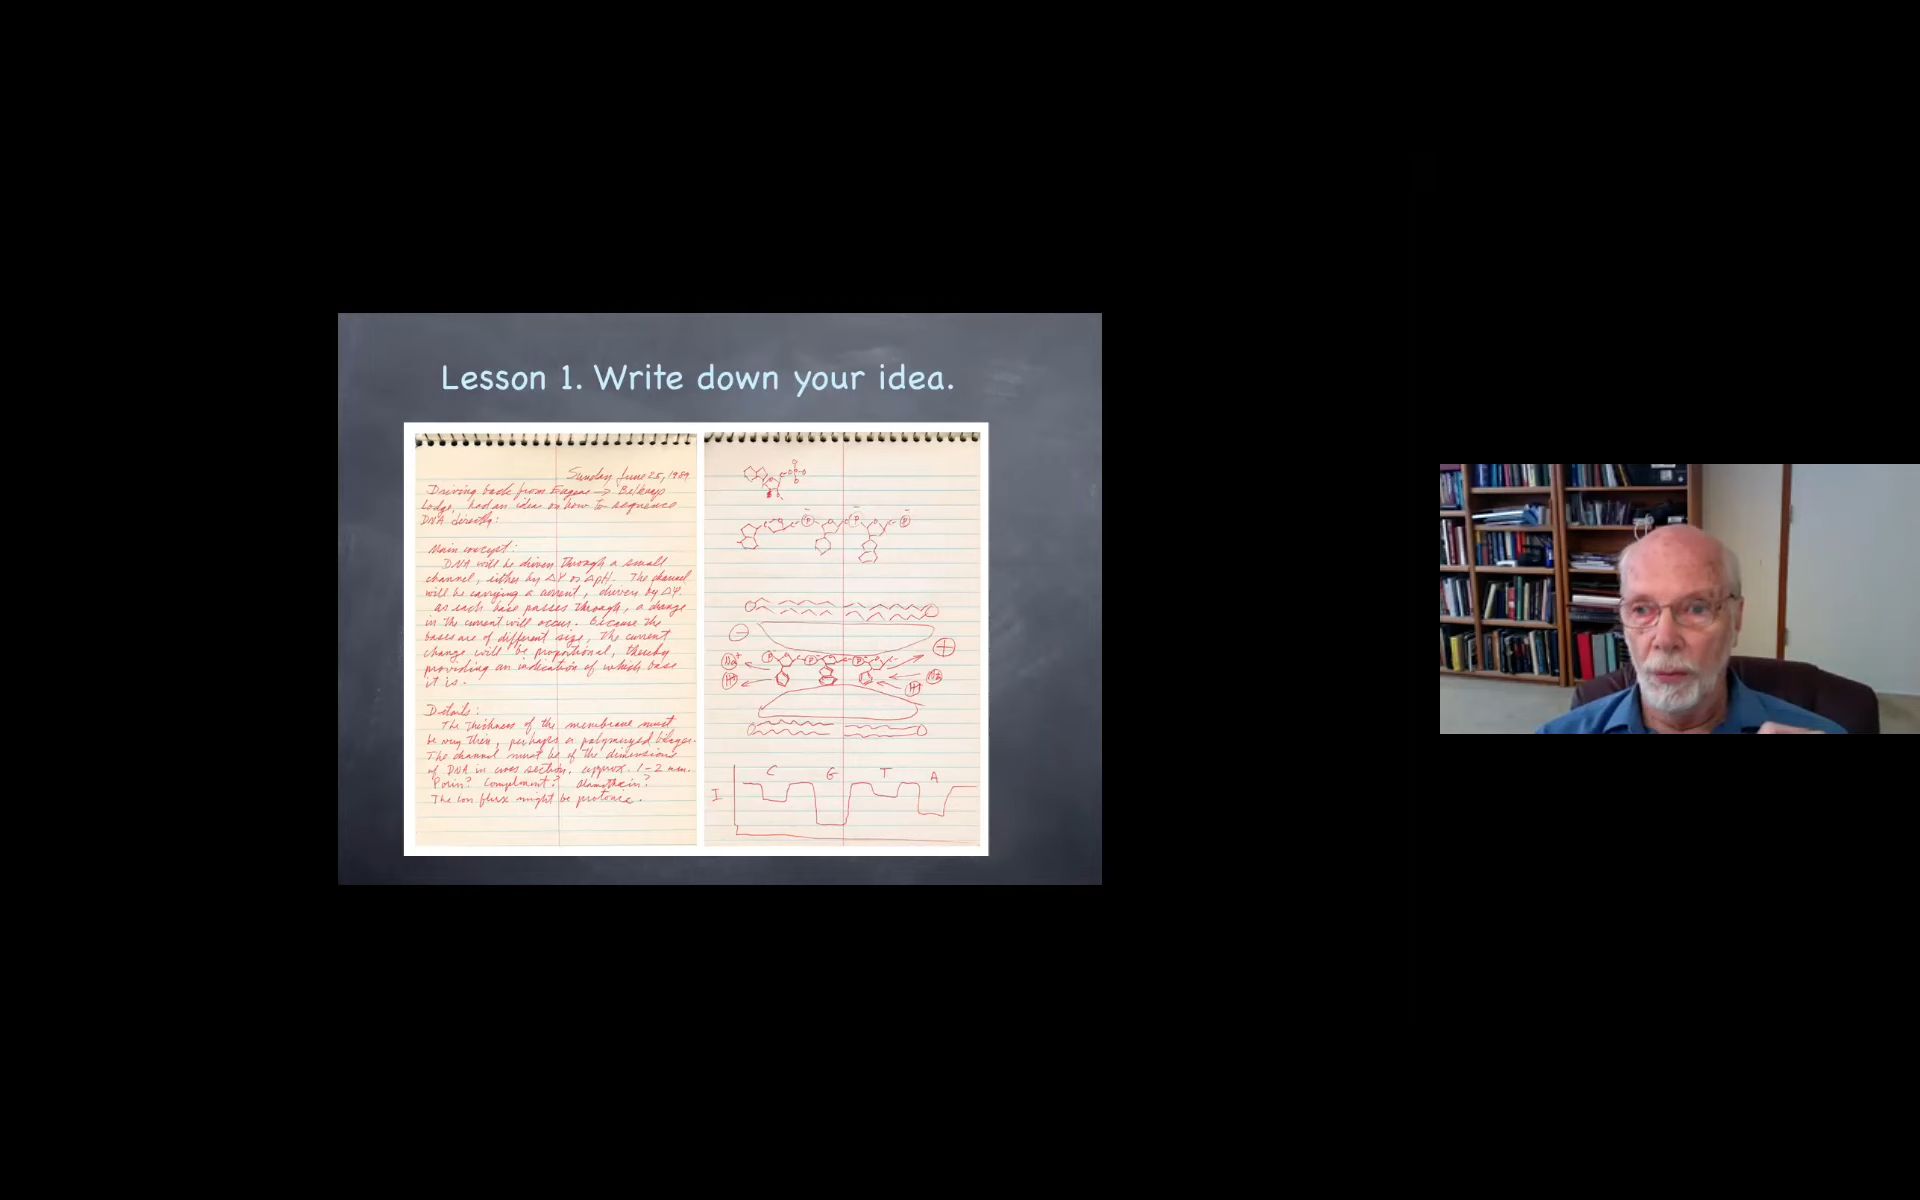 Lesson 1. Write down your idea.
Sunday June 25, 1989
Driving back from Eugene → Belknap
Lodge, had an idea on how to sequence
DNA directly:
Main concept:
DNA will be driven through a small
channel, either by ΔΨ or ΔpH. The channel
will be carrying a current, driven by ΔΨ.
As each base passes through, a change
in the current will occur. Because the
bases are of different size, the current
change will be proportional, thereby
providing an indication of which base
it is.
Details:
The thickness of the membrane must
be very thin, perhaps a polymerized bilayer.
The channel must be of the dimensions
of DNA in cross section, approx. 1-2 nm.
Porin? Complement? Alamethicin?
The ion flux might be protonic.
P P P
− +
Na+ P P P
H+ Na H+
C G T A
I